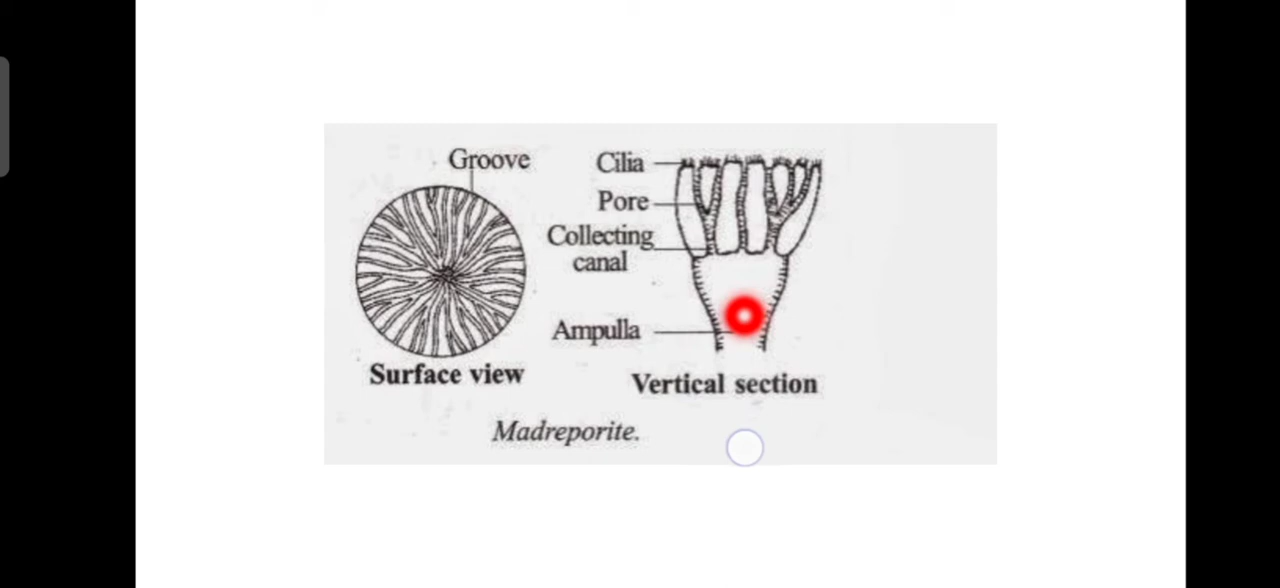 Groove
Cilia
Pore
Collecting
canal
Ampulla
Surface view
Vertical section
Madreporite.